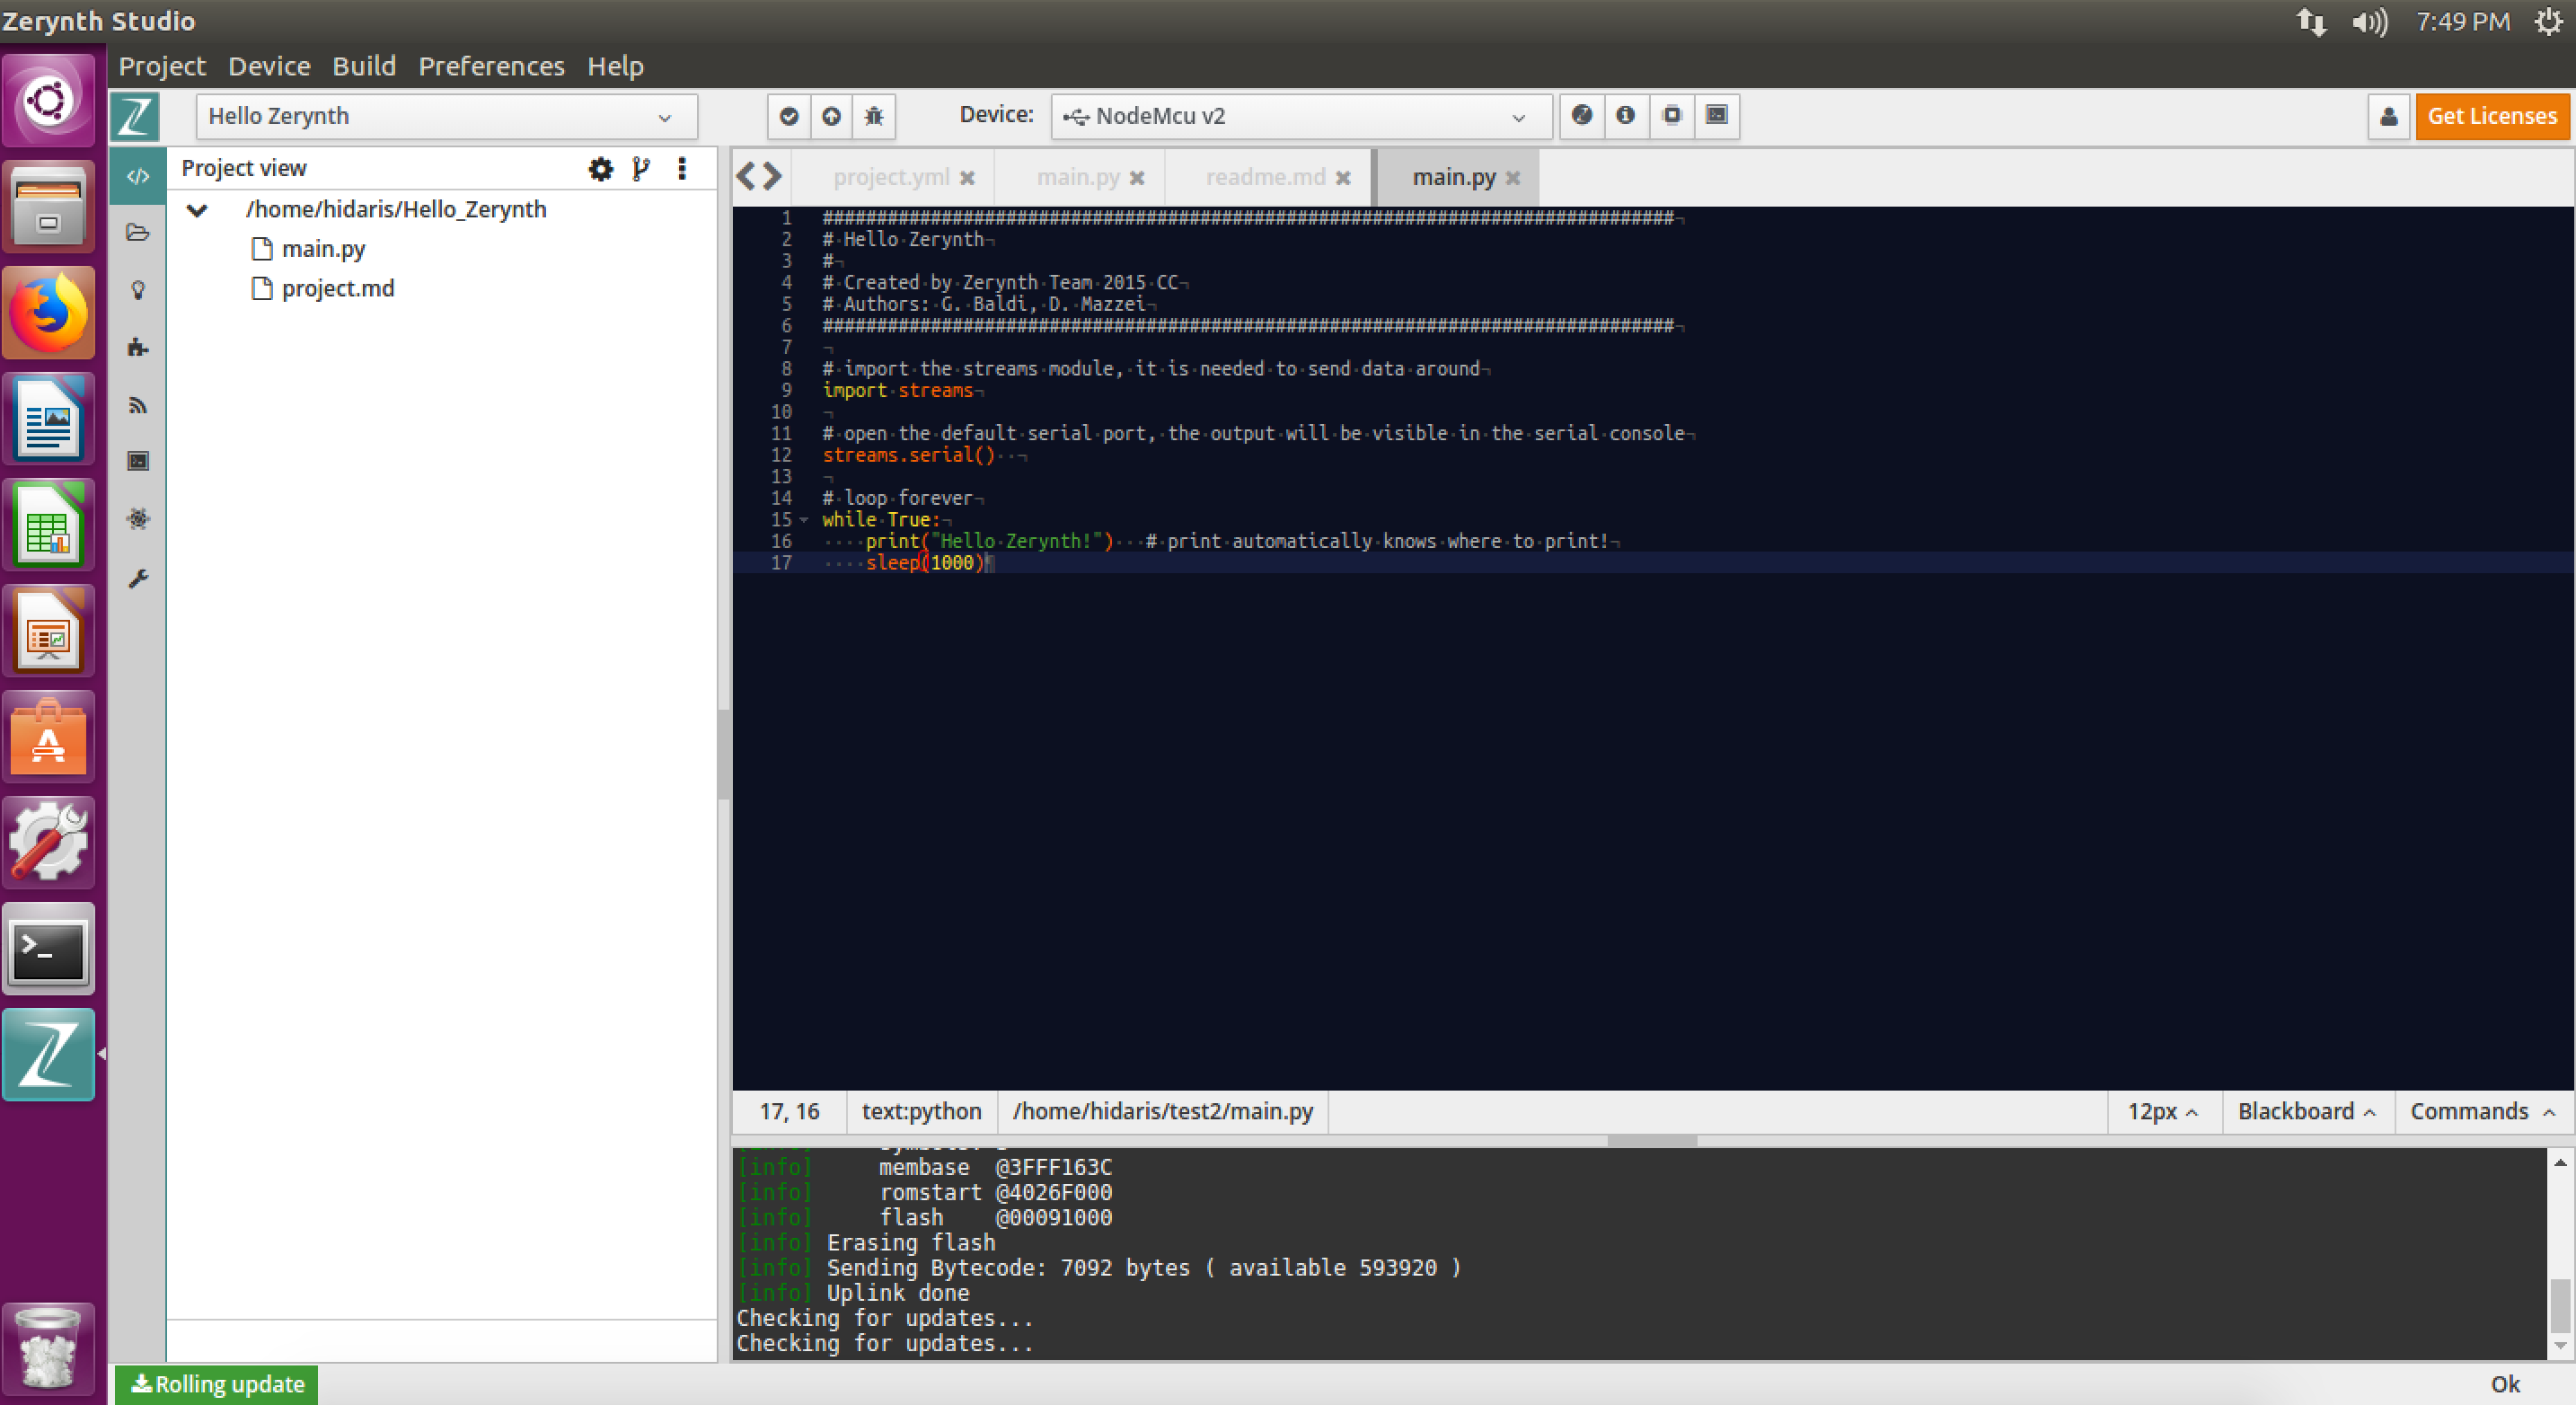 Zerynth Studio
7:49 PM
Project Device Build Preferences Help
Hello Zerynth
Device: NodeMcu v2
Get Licenses
Project view
/home/hidaris/Hello_Zerynth
main.py
project.md
project.yml main.py readme.md main.py
1 ###############################################################################
2 # Hello Zerynth
3 #
4 # Created by Zerynth Team 2015 CC
5 # Authors: G. Baldi, D. Mazzei
6 ###############################################################################
7
8 # import the streams module, it is needed to send data around
9 import streams
10
11 # open the default serial port, the output will be visible in the serial console
12 streams.serial()
13
14 # loop forever
15 while True:
16 print("Hello Zerynth!") # print automatically knows where to print!
17 sleep(1000)
17, 16 text:python /home/hidaris/test2/main.py 12px Blackboard Commands
[info] membase @3FFF163C
[info] romstart @4026F000
[info] flash @00091000
[info] Erasing flash
[info] Sending Bytecode: 7092 bytes ( available 593920 )
[info] Uplink done
Checking for updates...
Checking for updates...
Rolling update
Ok